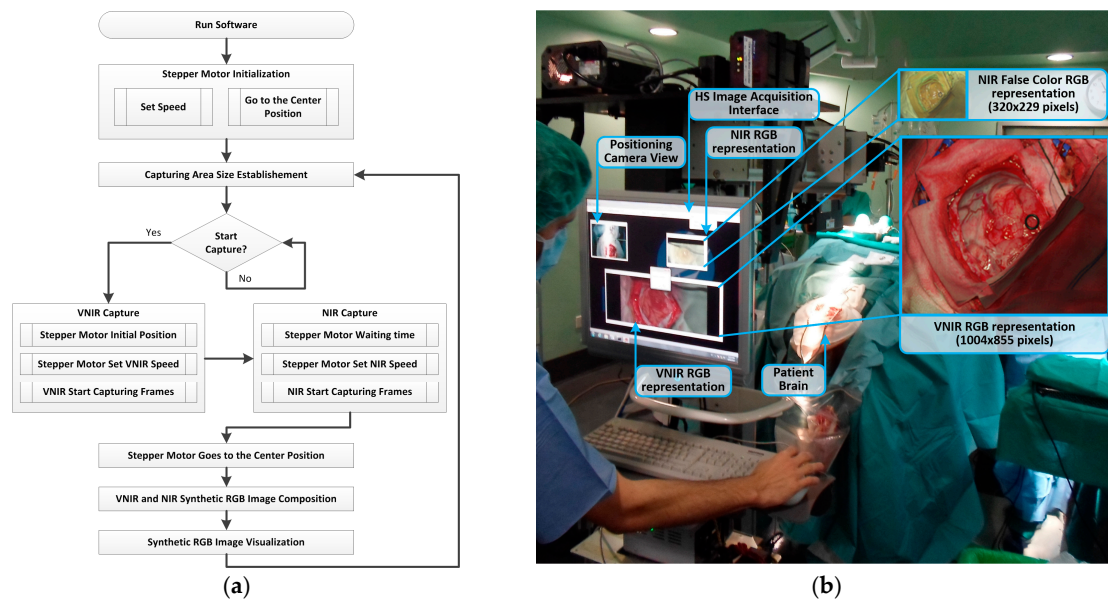 Run Software
Stepper Motor Initialization
Set Speed
Go to the Center
Position
Capturing Area Size Establisement
Start
Capture?
Yes
No
VNIR Capture
Stepper Motor Initial Position
Stepper Motor Set VNIR Speed
VNIR Start Capturing Frames
NIR Capture
Stepper Motor Waiting time
Stepper Motor Set NIR Speed
NIR Start Capturing Frames
Stepper Motor Goes to the Center Position
VNIR and NIR Synthetic RGB Image Composition
Synthetic RGB Image Visualization
(a)
HS Image Acquisition
Interface
Positioning
Camera View
NIR RGB
representation
NIR False Color RGB
representation
(320x229 pixels)
VNIR RGB representation
(1004x855 pixels)
VNIR RGB
representation
Patient
Brain
(b)